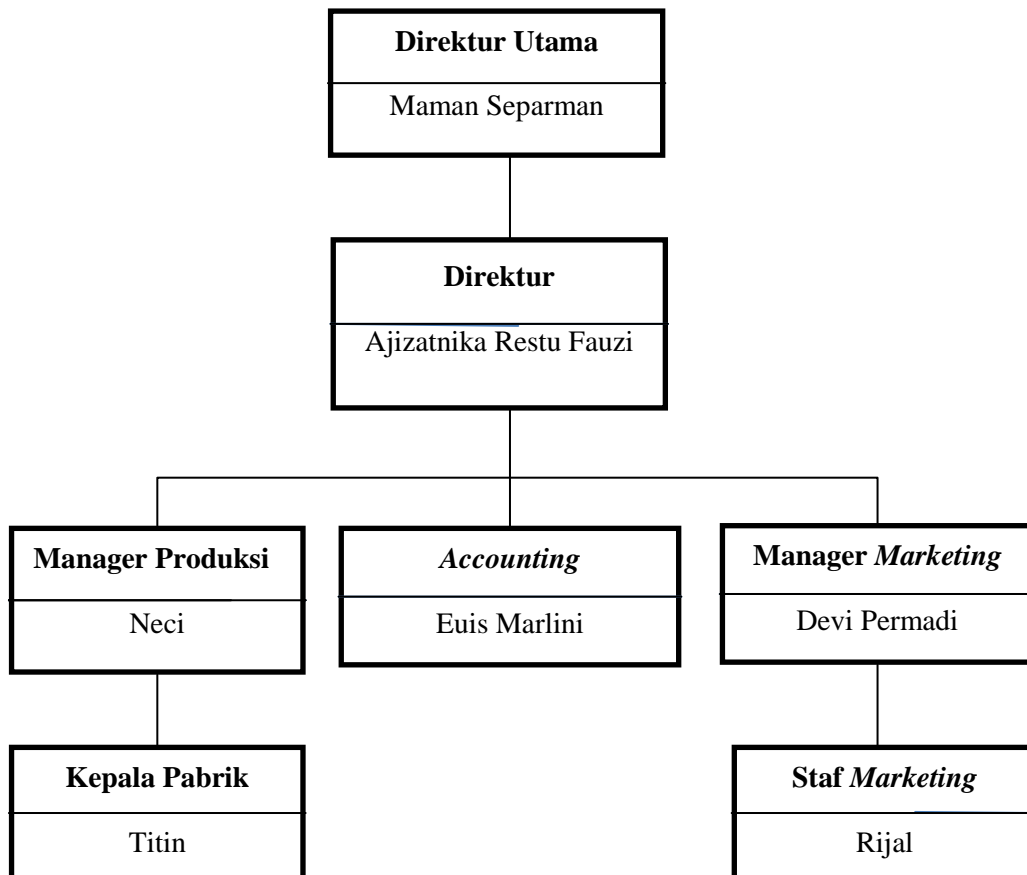 Direktur Utama
Maman Separman
Direktur
Ajizatnika Restu Fauzi
Manager Produksi
Neci
Accounting
Euis Marlini
Manager Marketing
Devi Permadi
Kepala Pabrik
Titin
Staf Marketing
Rijal